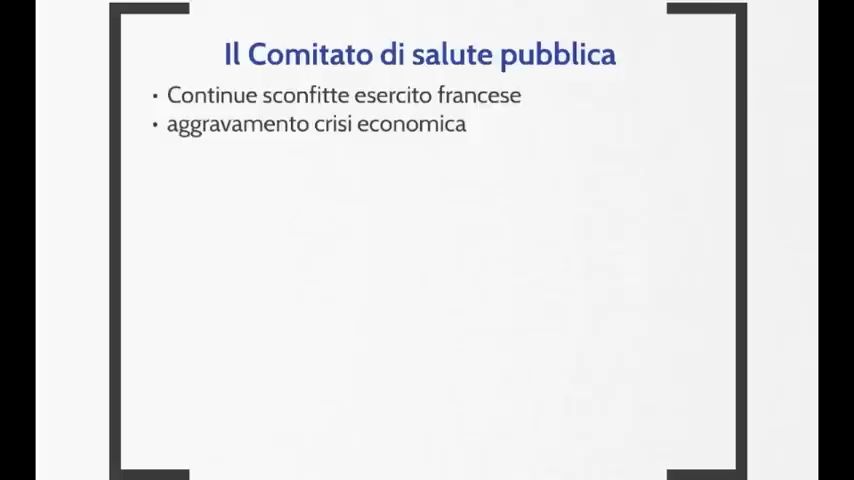 Il Comitato di salute pubblica
• Continue sconfitte esercito francese
• aggravamento crisi economica